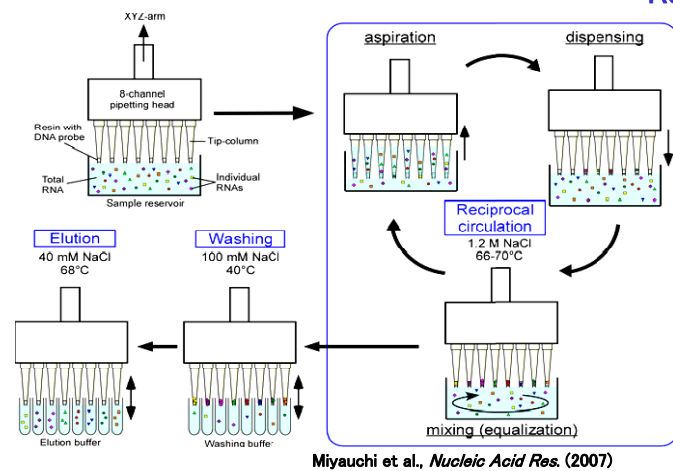 XYZ-arm
8-channel
pipetting head
Resin with
DNA probe
Tip-column
Total
RNA
Individual
RNAs
Sample reservoir
aspiration
dispensing
Reciprocal
circulation
1.2 M NaCl
66-70°C
mixing (equalization)
Washing
100 mM NaCl
40°C
Washing buffer
Elution
40 mM NaCl
68°C
Elution buffer
Miyauchi et al., Nucleic Acid Res. (2007)